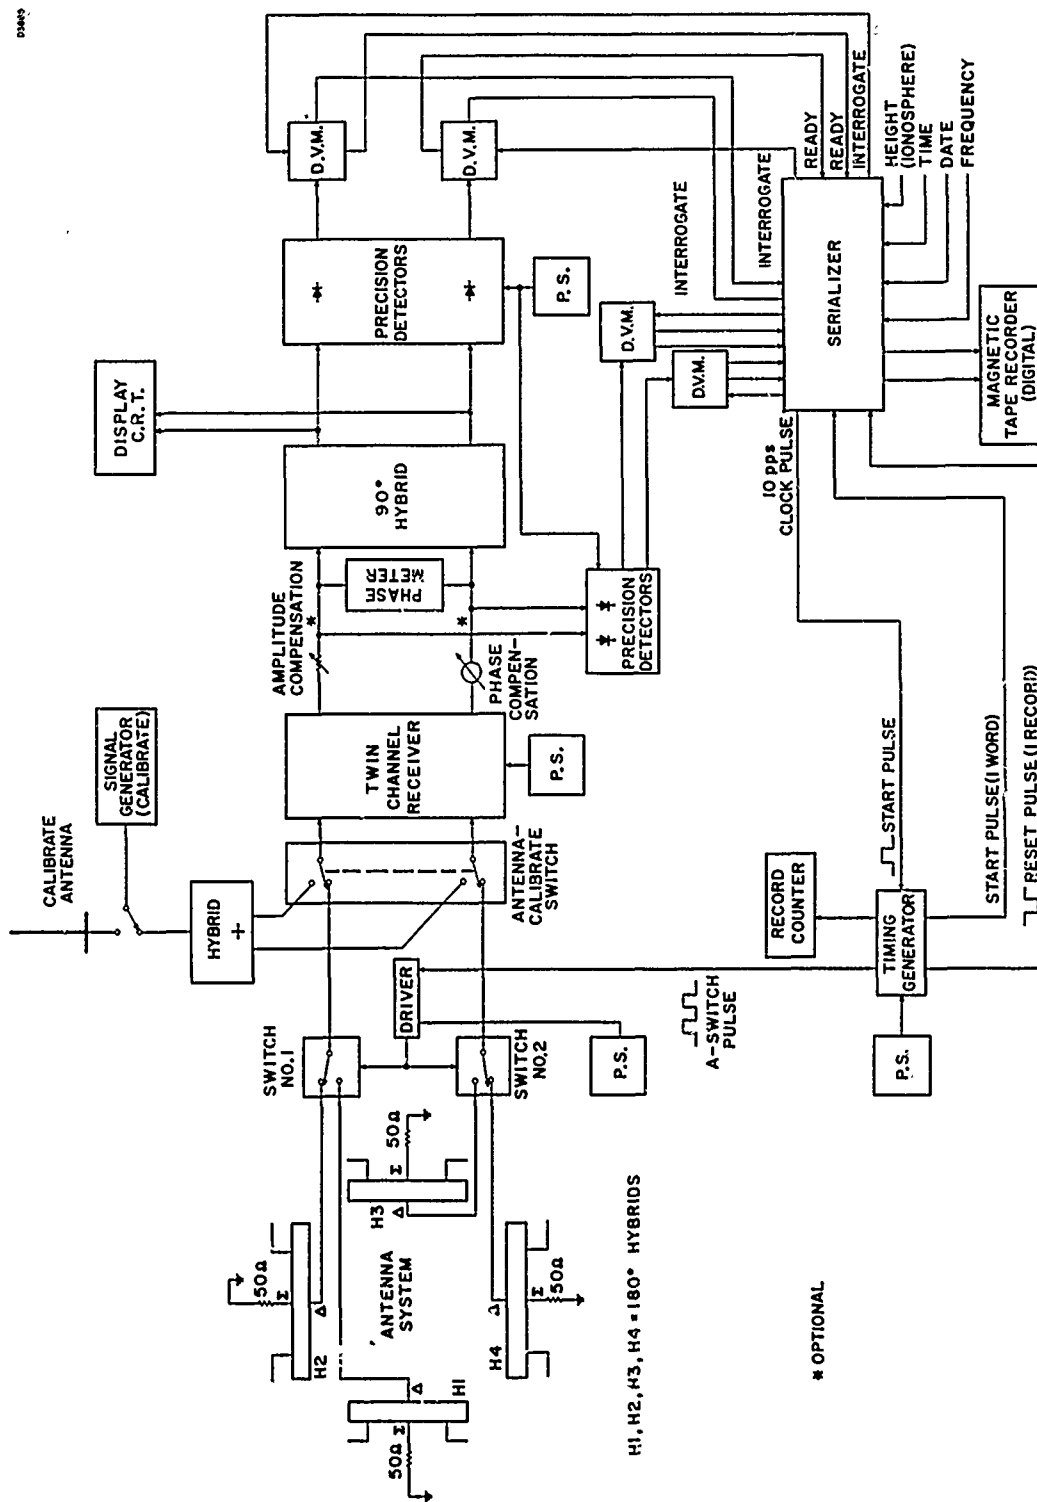 D5009
CALIBRATE
ANTENNA
SIGNAL
GENERATOR
(CALIBRATE)
HYBRID
+
DISPLAY
C.R.T.
SWITCH
NO.1
AMPLITUDE
COMPENSATION
*
PHASE
METER
*
TWIN
CHANNEL
RECEIVER
90°
HYBRID
PRECISION
DETECTORS
D.V.M.
D.V.M.
PHASE
COMPEN-
SATION
ANTENNA-
CALIBRATE
SWITCH
DRIVER
SWITCH
NO.2
P.S.
P.S.
P.S.
PRECISION
DETECTORS
D.V.M.
D.V.M.
50Ω
Σ
Δ
H2
50Ω
Σ
Δ
H3
ANTENNA
SYSTEM
50Ω
Σ
Δ
H1
H4
Δ
Σ
50Ω
H1, H2, H3, H4 = 180° HYBRIDS
* OPTIONAL
A-SWITCH
PULSE
RECORD
COUNTER
TIMING
GENERATOR
P.S.
START PULSE
START PULSE (1 WORD)
RESET PULSE (1 RECORD)
10 pps
CLOCK PULSE
INTERROGATE
INTERROGATE
READY
READY
INTERROGATE
SERIALIZER
HEIGHT
(IONOSPHERE)
TIME
DATE
FREQUENCY
MAGNETIC
TAPE RECORDER
(DIGITAL)